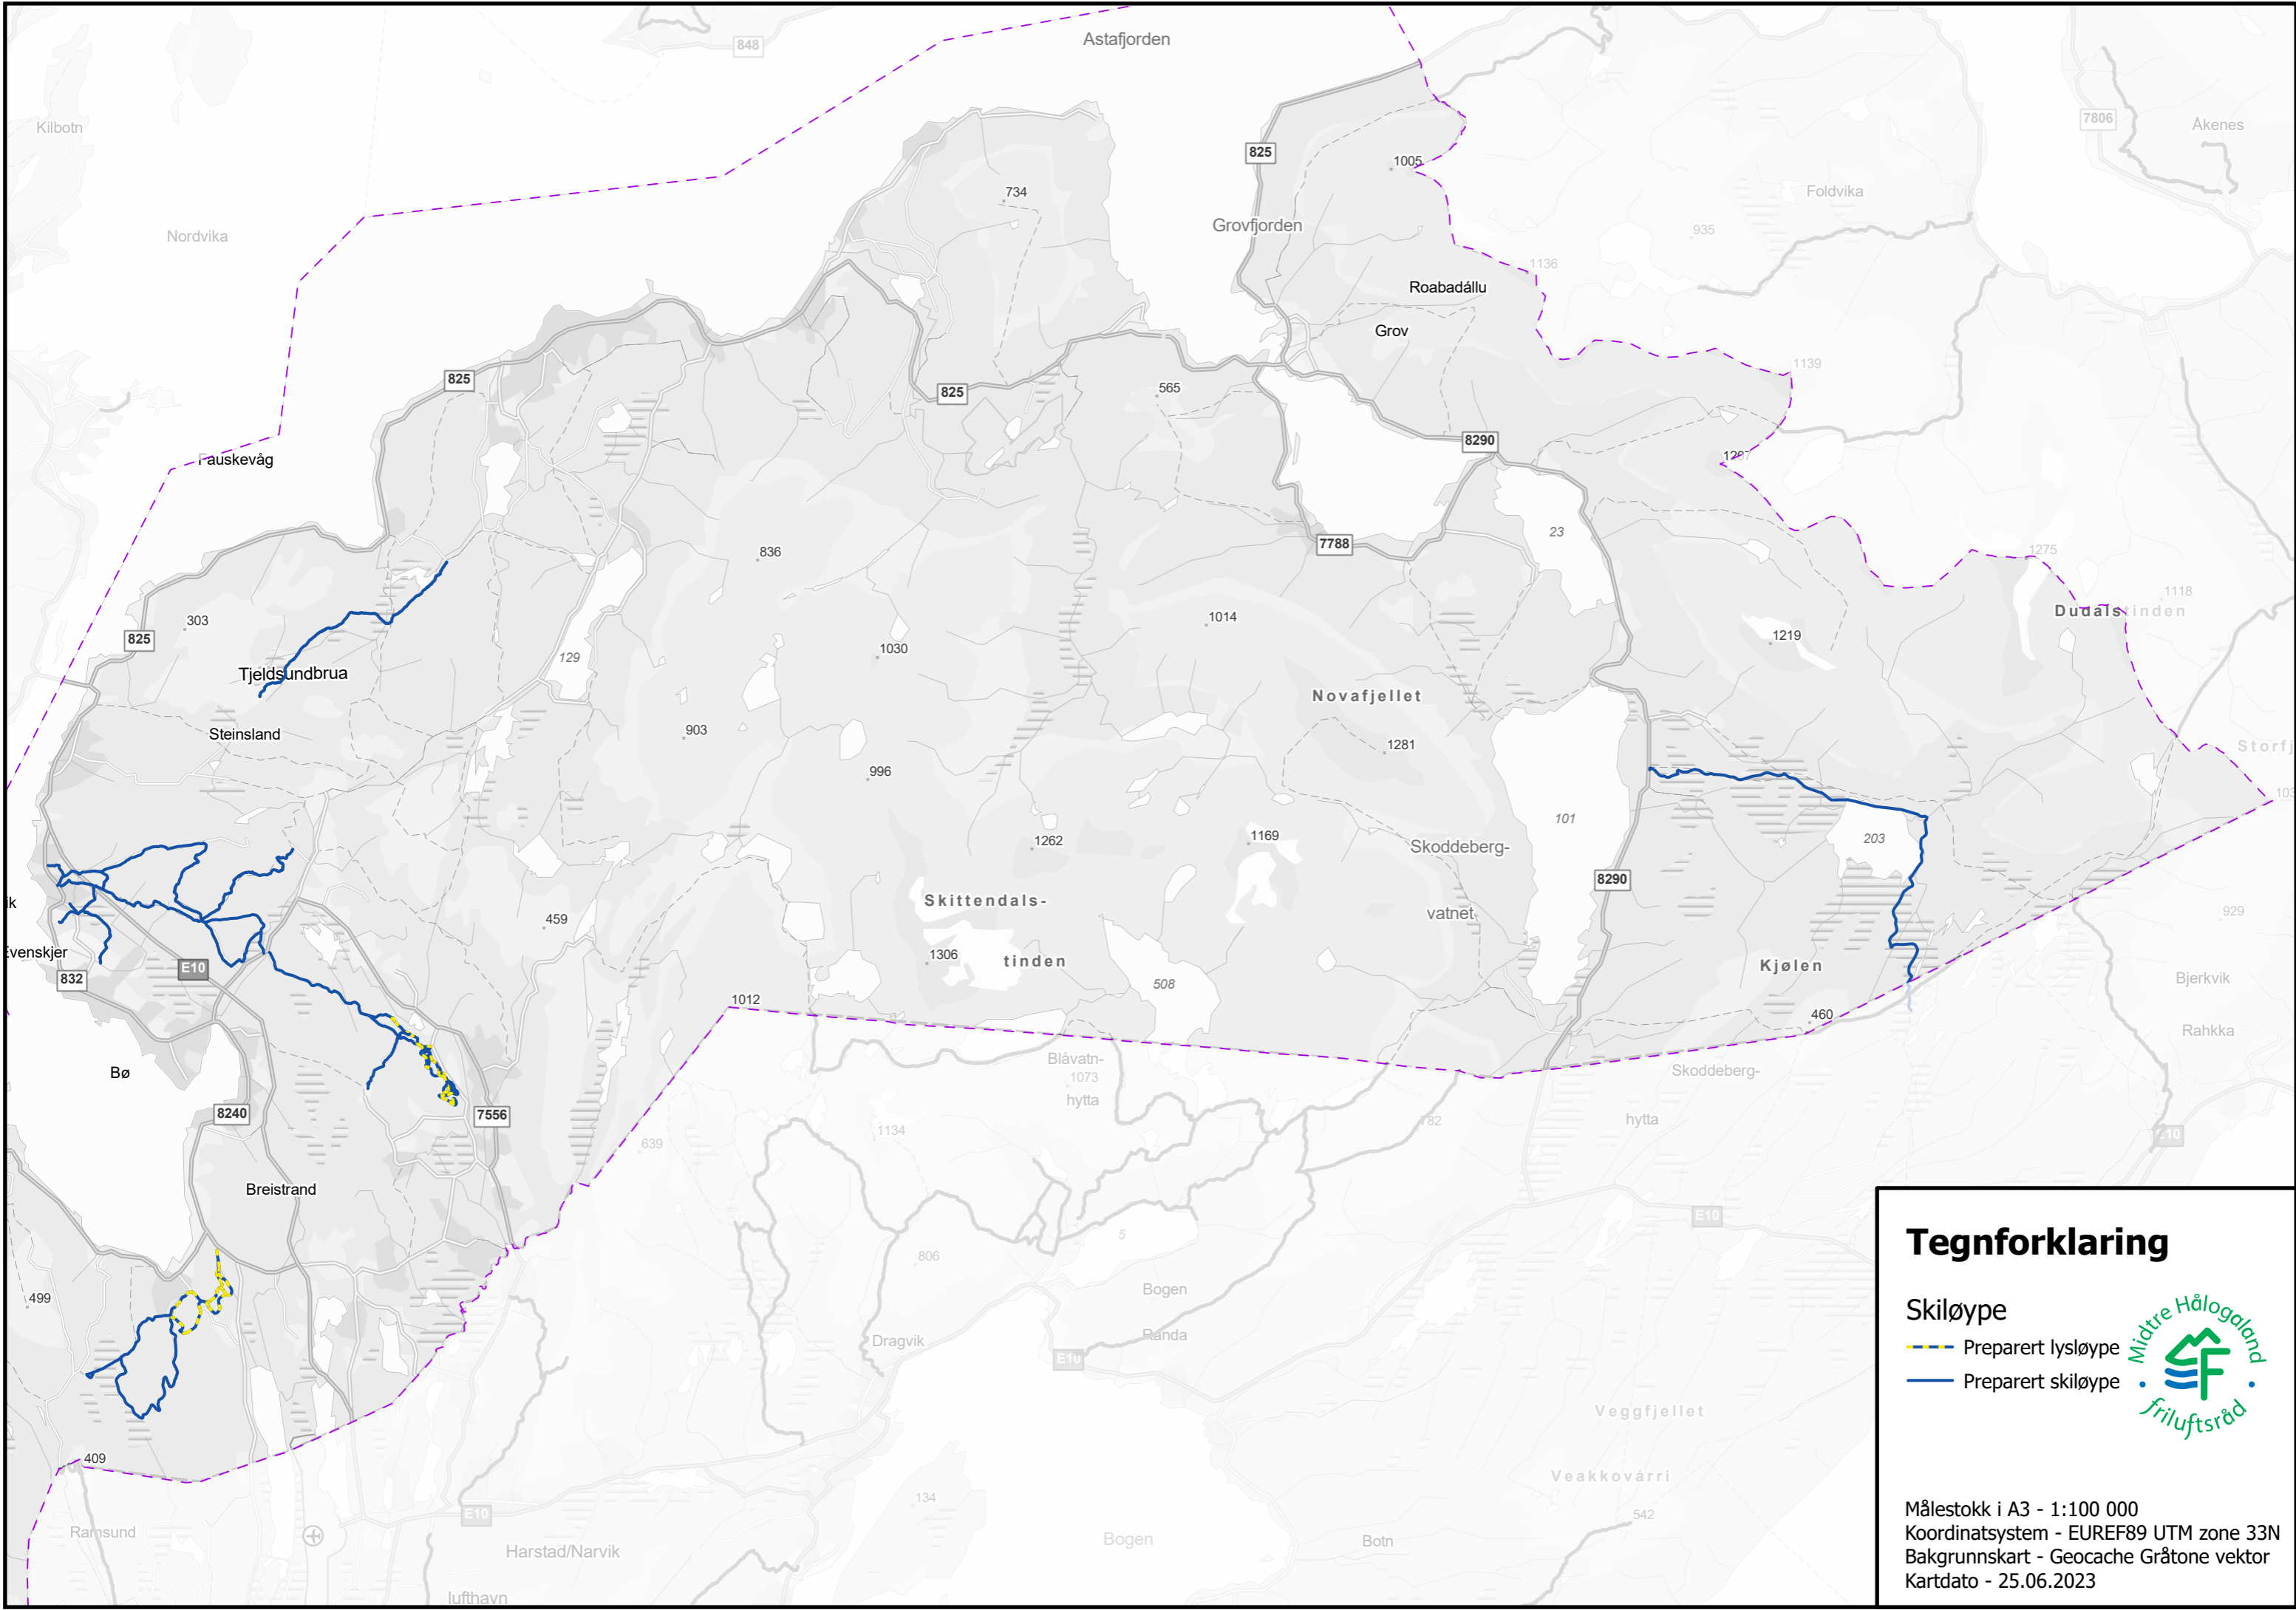 Astafjorden
848
Kilbotn
7806
Åkenes
825
1005
734
Foldvika
Grovfjorden
935
Nordvika
1136
Roabadállu
Grov
1139
825
825
565
8290
1207
Fauskevåg
23
7788
836
1275
1118
Dudalstinden
303
1014
825
1219
1030
129
Tjeldsundbrua
Novafjellet
903
Steinsland
1281
Storfj
996
103
101
1169
1262
203
Skoddeberg-
8290
Skittendals-
ik
459
vatnet
929
Evenskjer
1306
tinden
E10
Kjølen
832
508
Bjerkvik
1012
460
Rahkka
Blåvatn-
Bø
1073
Skoddeberg-
hytta
8240
7556
782
hytta
1134
E10
639
Breistrand
E10
5
806
499
Bogen
Randa
Dragvik
E10
Veggfjellet
409
Veakkovárri
134
542
E10
Ramsund
Bogen
Botn
Harstad/Narvik
lufthavn
Tegnforklaring
Skiløype
Preparert lysløype
Preparert skiløype
Midtre Hålogaland
friluftsråd
Målestokk i A3 - 1:100 000
Koordinatsystem - EUREF89 UTM zone 33N
Bakgrunnskart - Geocache Gråtone vektor
Kartdato - 25.06.2023